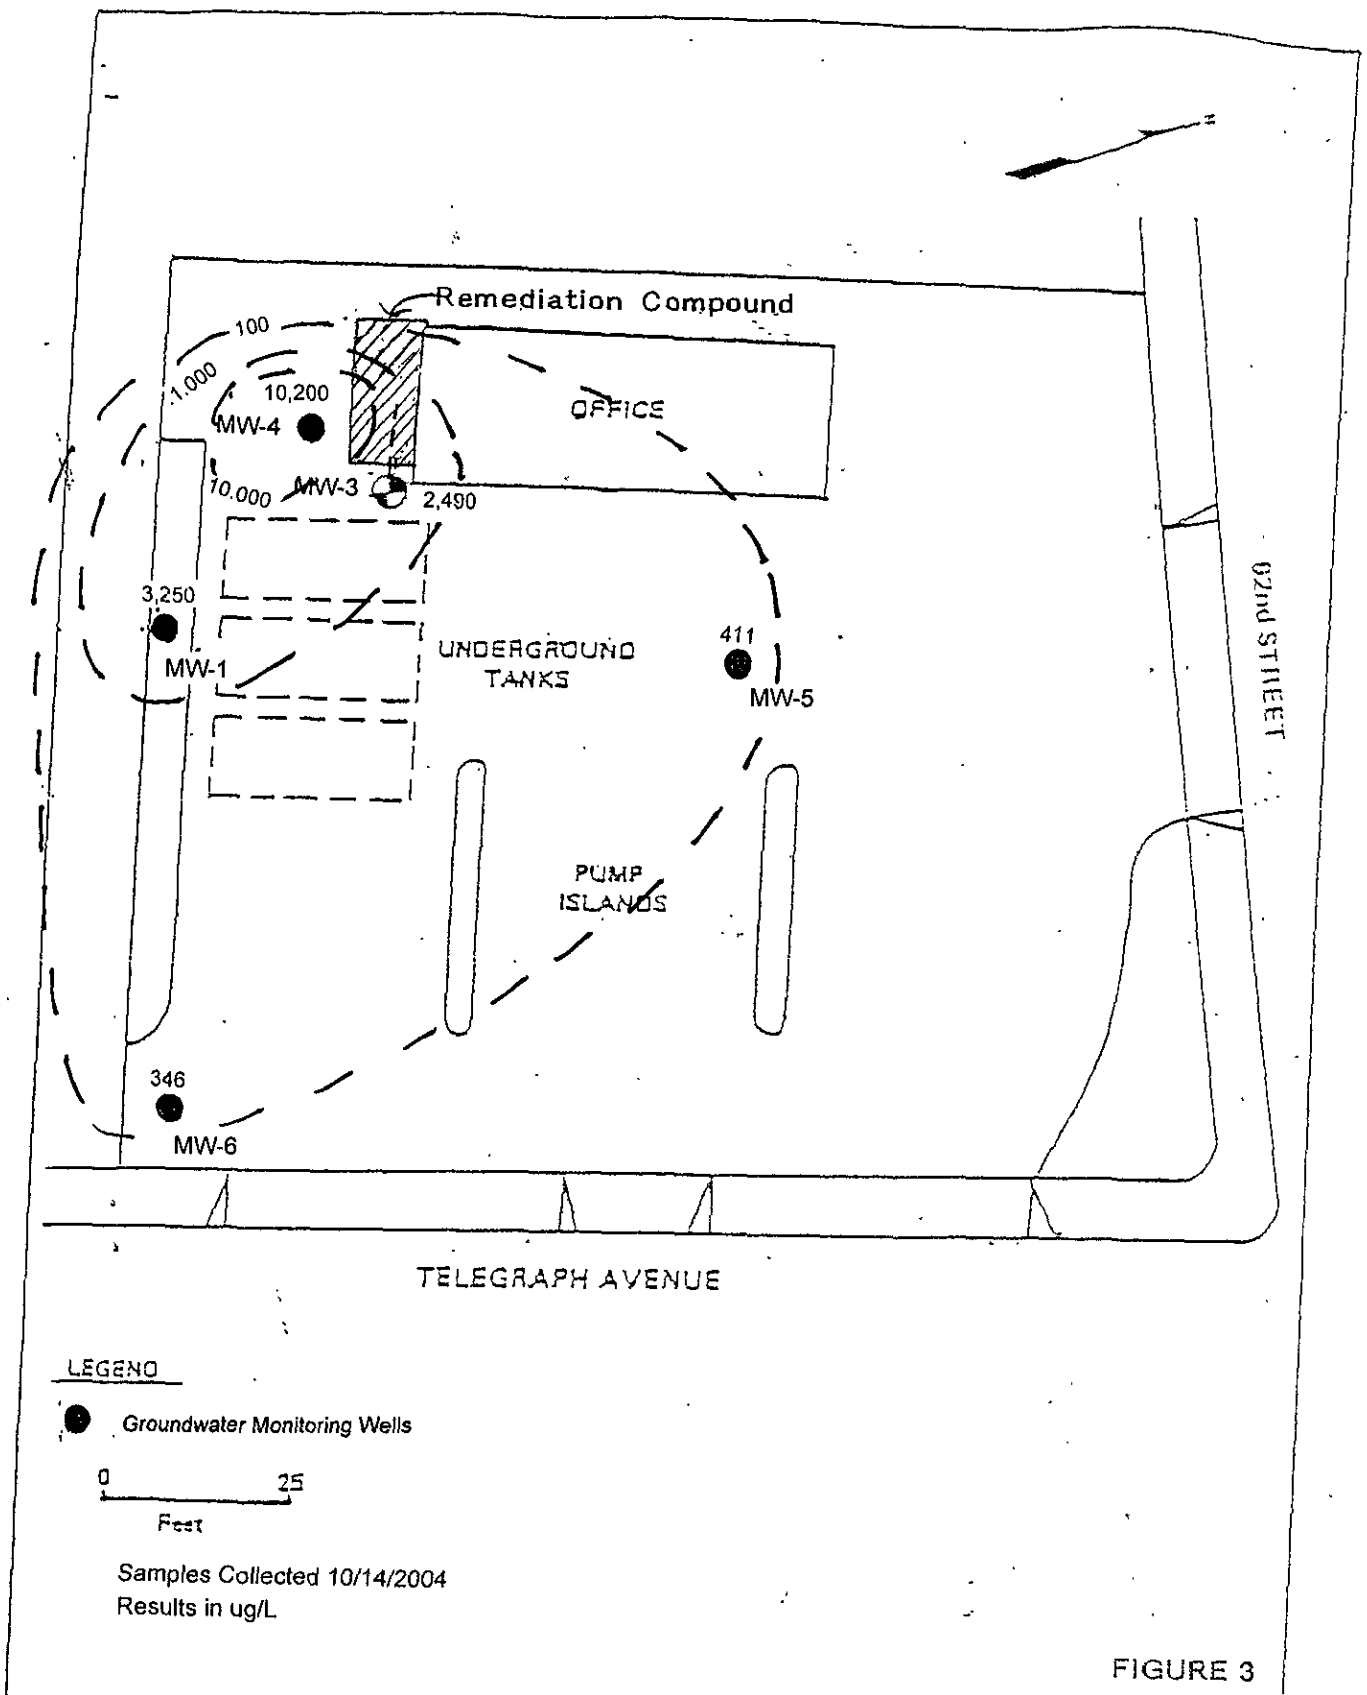 Remediation Compound
100
1,000
10,200
MW-4
OFFICE
10,000
MW-3
2,490
3,250
MW-1
UNDERGROUND
TANKS
411
MW-5
62nd STREET
PUMP
ISLANDS
346
MW-6
TELEGRAPH AVENUE
LEGEND
Groundwater Monitoring Wells
0 25
Feet
Samples Collected 10/14/2004
Results in ug/L
FIGURE 3